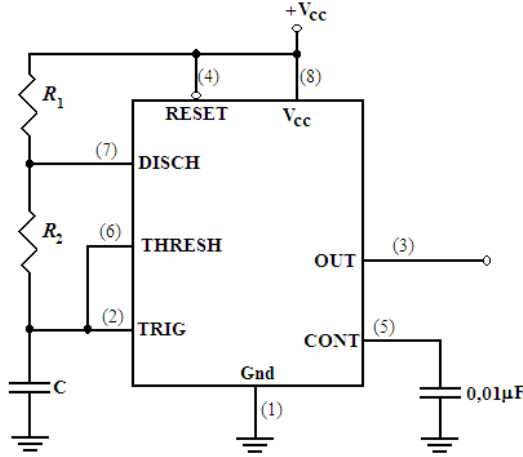 +Vcc
(4)
(8)
R1
RESET
Vcc
(7)
DISCH
R2
(6)
THRESH
OUT
(3)
(2)
TRIG
(5)
CONT
Gnd
C
0,01µF
(1)